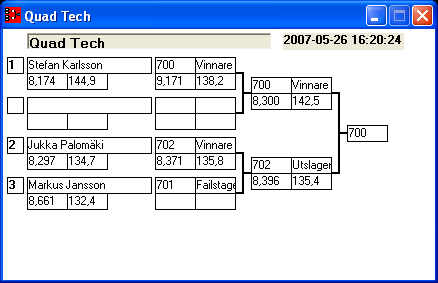 Quad Tech
Quad Tech 2007-05-26 16:20:24
1 Stefan Karlsson 700 Vinnare
8,174 144,9 9,171 138,2
700 Vinnare
8,300 142,5
700
2 Jukka Palomäki 702 Vinnare
8,297 134,7 8,371 135,8
702 Utslager
8,396 135,4
3 Markus Jansson 701 Failstage
8,661 132,4